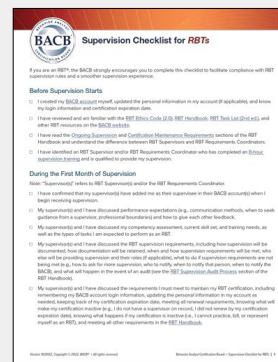 BACB
Supervision Checklist for RBTs
If you are an RBT®, the BACB strongly encourages you to complete this checklist to facilitate compliance with RBT
supervision rules and a smoother supervision experience.
Before Supervision Starts
I created my BACB account myself, updated the personal information in my account (if applicable), and know
my login information and certification expiration date.
I have reviewed and am familiar with the RBT Ethics Code (2.0), RBT Handbook, RBT Task List (2nd ed.), and
other RBT resources on the BACB website.
I have read the Ongoing Supervision and Certification Maintenance Requirements sections of the RBT
Handbook and understand the difference between RBT Supervisors and RBT Requirements Coordinators.
I have identified an RBT Supervisor and/or RBT Requirements Coordinator who has completed an 8-hour
supervision training and is qualified to provide my supervision.
During the First Month of Supervision
Note: "Supervisor(s)" refers to RBT Supervisor(s) and/or the RBT Requirements Coordinator.
I have confirmed that my supervisor(s) have added me as their supervisee in their BACB account(s) when I
begin receiving supervision.
My supervisor(s) and I have discussed performance expectations (e.g., communication methods, when to seek
guidance from a supervisor, professional boundaries) and how to give each other feedback.
My supervisor(s) and I have discussed my competency assessment, current skill set, and training needs, as
well as the types of tasks I am expected to perform as an RBT.
My supervisor(s) and I have discussed the RBT supervision requirements, including how supervision will be
documented, how documentation will be retained, when and how supervision requirements will be met, who
else will be providing supervision and their roles (if applicable), what to do if supervision requirements are not
being met (e.g., how to ask for more supervision, who to notify when to notify that person, when to notify the
BACB), and what will happen in the event of an audit (see the RBT Supervision Audit Process section of the
RBT Handbook).
My supervisor(s) and I have discussed the requirements I must meet to maintain my RBT certification, including
remembering my BACB account login information, updating the personal information in my account as
needed, keeping track of my certification expiration date, meeting all renewal requirements, knowing what will
make my certification inactive (e.g., I do not have a supervisor on record, I did not renew by my certification
expiration date), knowing what happens if my certification is inactive (i.e., I cannot practice, bill, or represent
myself as an RBT), and meeting all other requirements in the RBT Handbook.